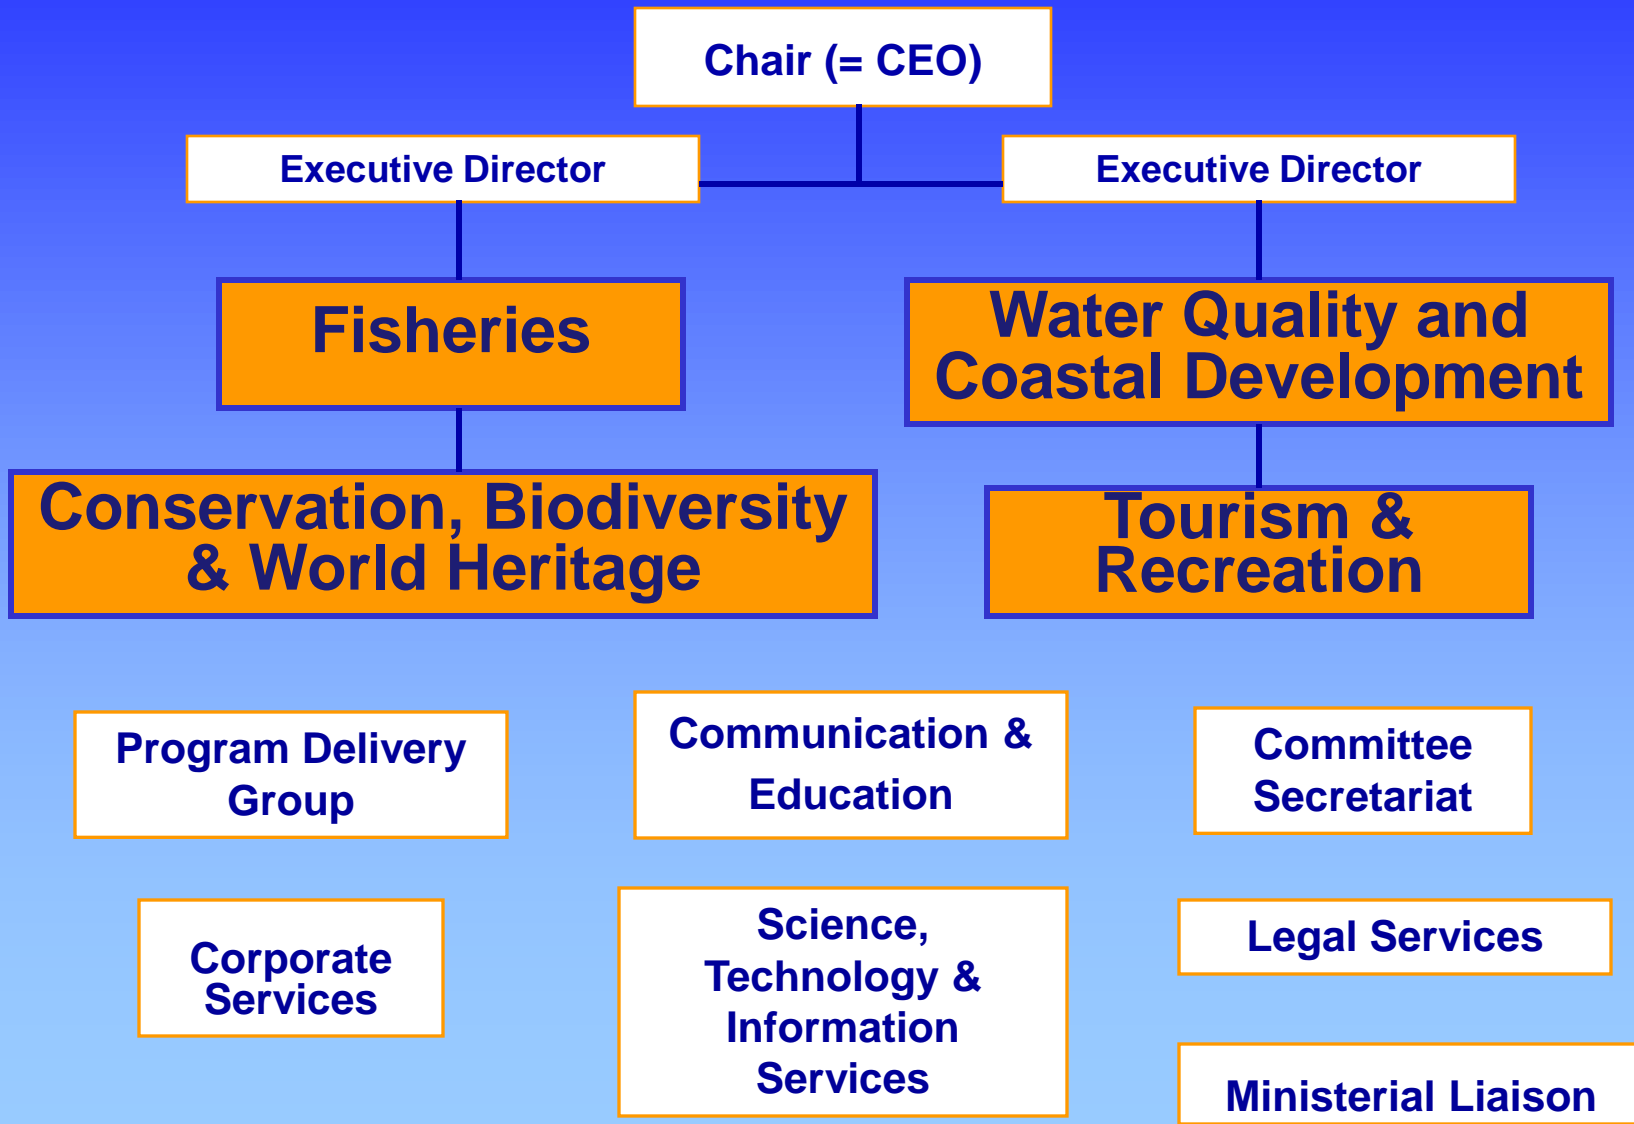 Chair (= CEO)
Executive Director
Executive Director
Fisheries
Water Quality and
Coastal Development
Conservation, Biodiversity
& World Heritage
Tourism &
Recreation
Program Delivery
Group
Communication &
Education
Committee
Secretariat
Corporate
Services
Science,
Technology &
Information
Services
Legal Services
Ministerial Liaison